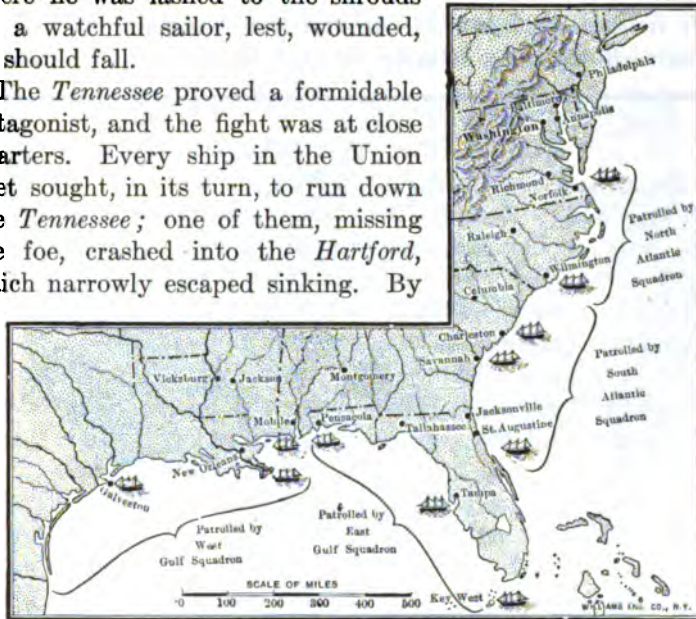 ere he was lashed to the shrouds
a watchful sailor, lest, wounded,
should fall.
The Tennessee proved a formidable
tagonist, and the fight was at close
arters. Every ship in the Union
et sought, in its turn, to run down
e Tennessee; one of them, missing
e foe, crashed into the Hartford,
ich narrowly escaped sinking. By
Philadelphia
Baltimore
Annapolis
Washington
Richmond
Norfolk
Raleigh
Wilmington
Columbia
Charleston
Savannah
Patrolled by
North
Atlantic
Squadron
Patrolled by
South
Atlantic
Squadron
Vicksburg
Jackson
Montgomery
Mobile
Pensacola
Tallahassee
Jacksonville
St. Augustine
New Orleans
Galveston
Tampa
Patrolled by
West
Gulf Squadron
Patrolled by
East
Gulf Squadron
Key West
SCALE OF MILES
0 100 200 300 400 500
WILLIAMS ENG. CO., N.Y.